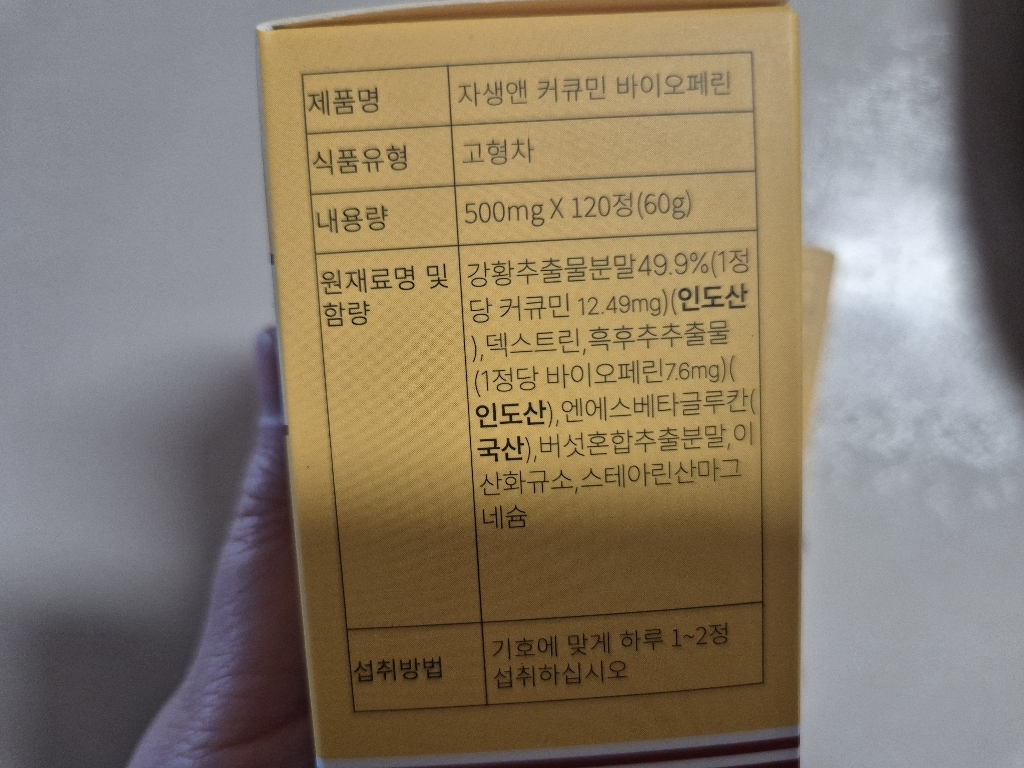 제품명 자생앤 커큐민 바이오페린
식품유형 고형차
내용량 500mg X 120정(60g)
원재료명 및
함량
강황추출물분말49.9%(1정
당 커큐민 12.49mg)(인도산
),덱스트린,흑후추추출물
(1정당 바이오페린7.6mg)(
인도산),엔에스베타글루칸(
국산),버섯혼합추출분말,이
산화규소,스테아린산마그
네슘
섭취방법
기호에 맞게 하루 1~2정
섭취하십시오